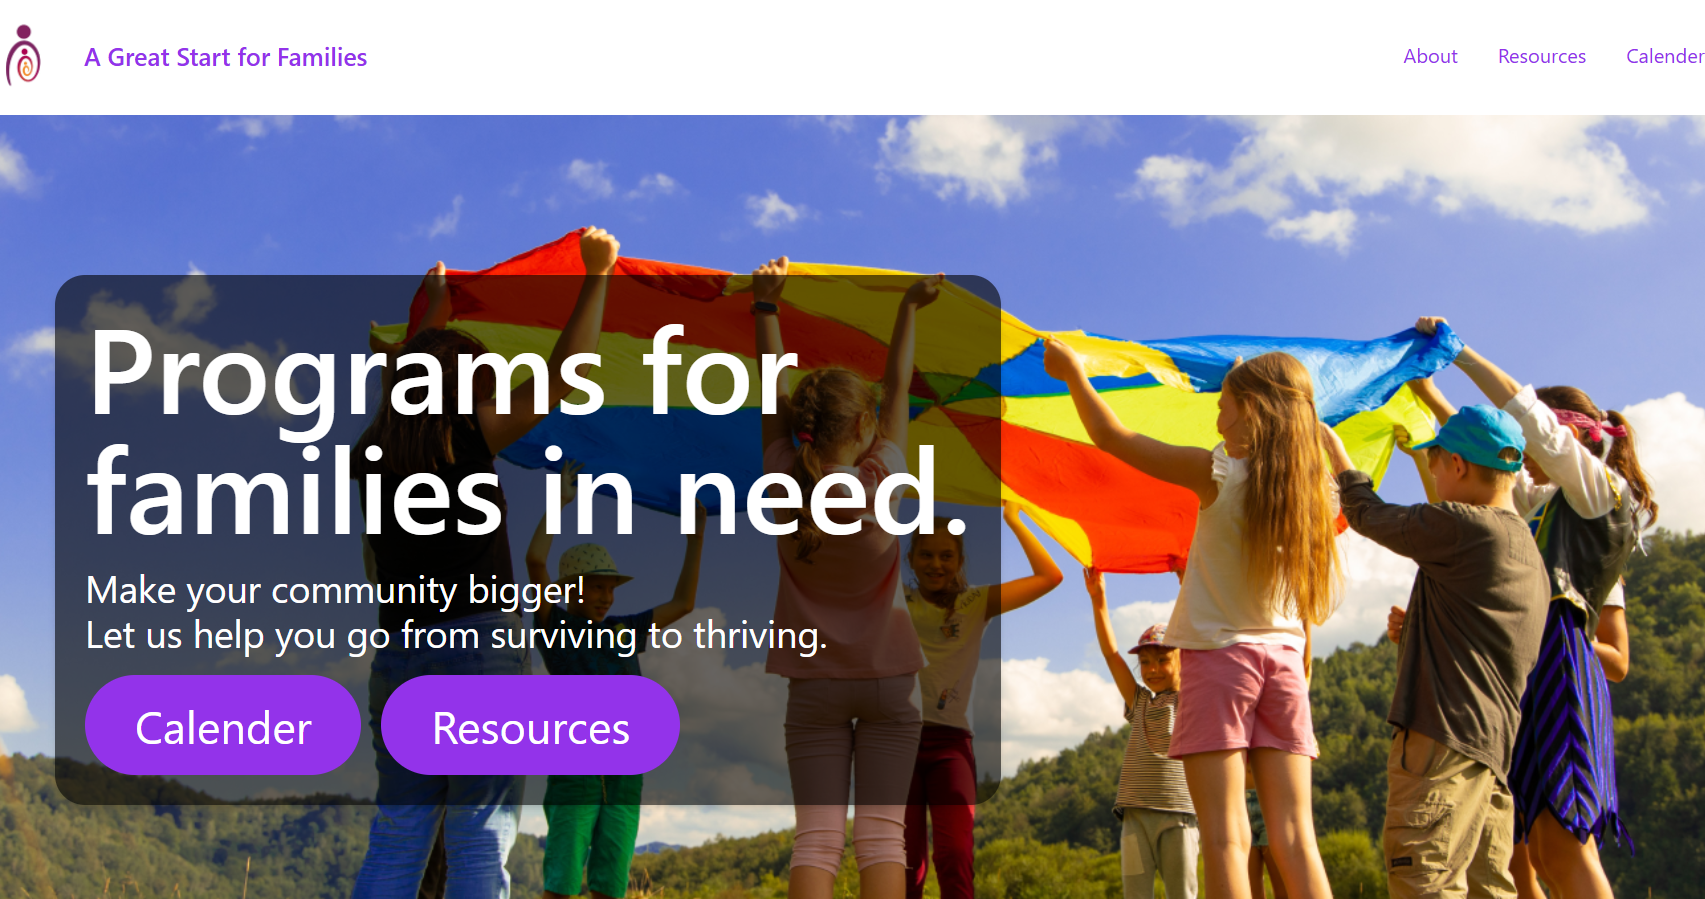 A Great Start for Families
About
Resources
Calender
Programs for
families in need.
Make your community bigger!
Let us help you go from surviving to thriving.
Calender
Resources